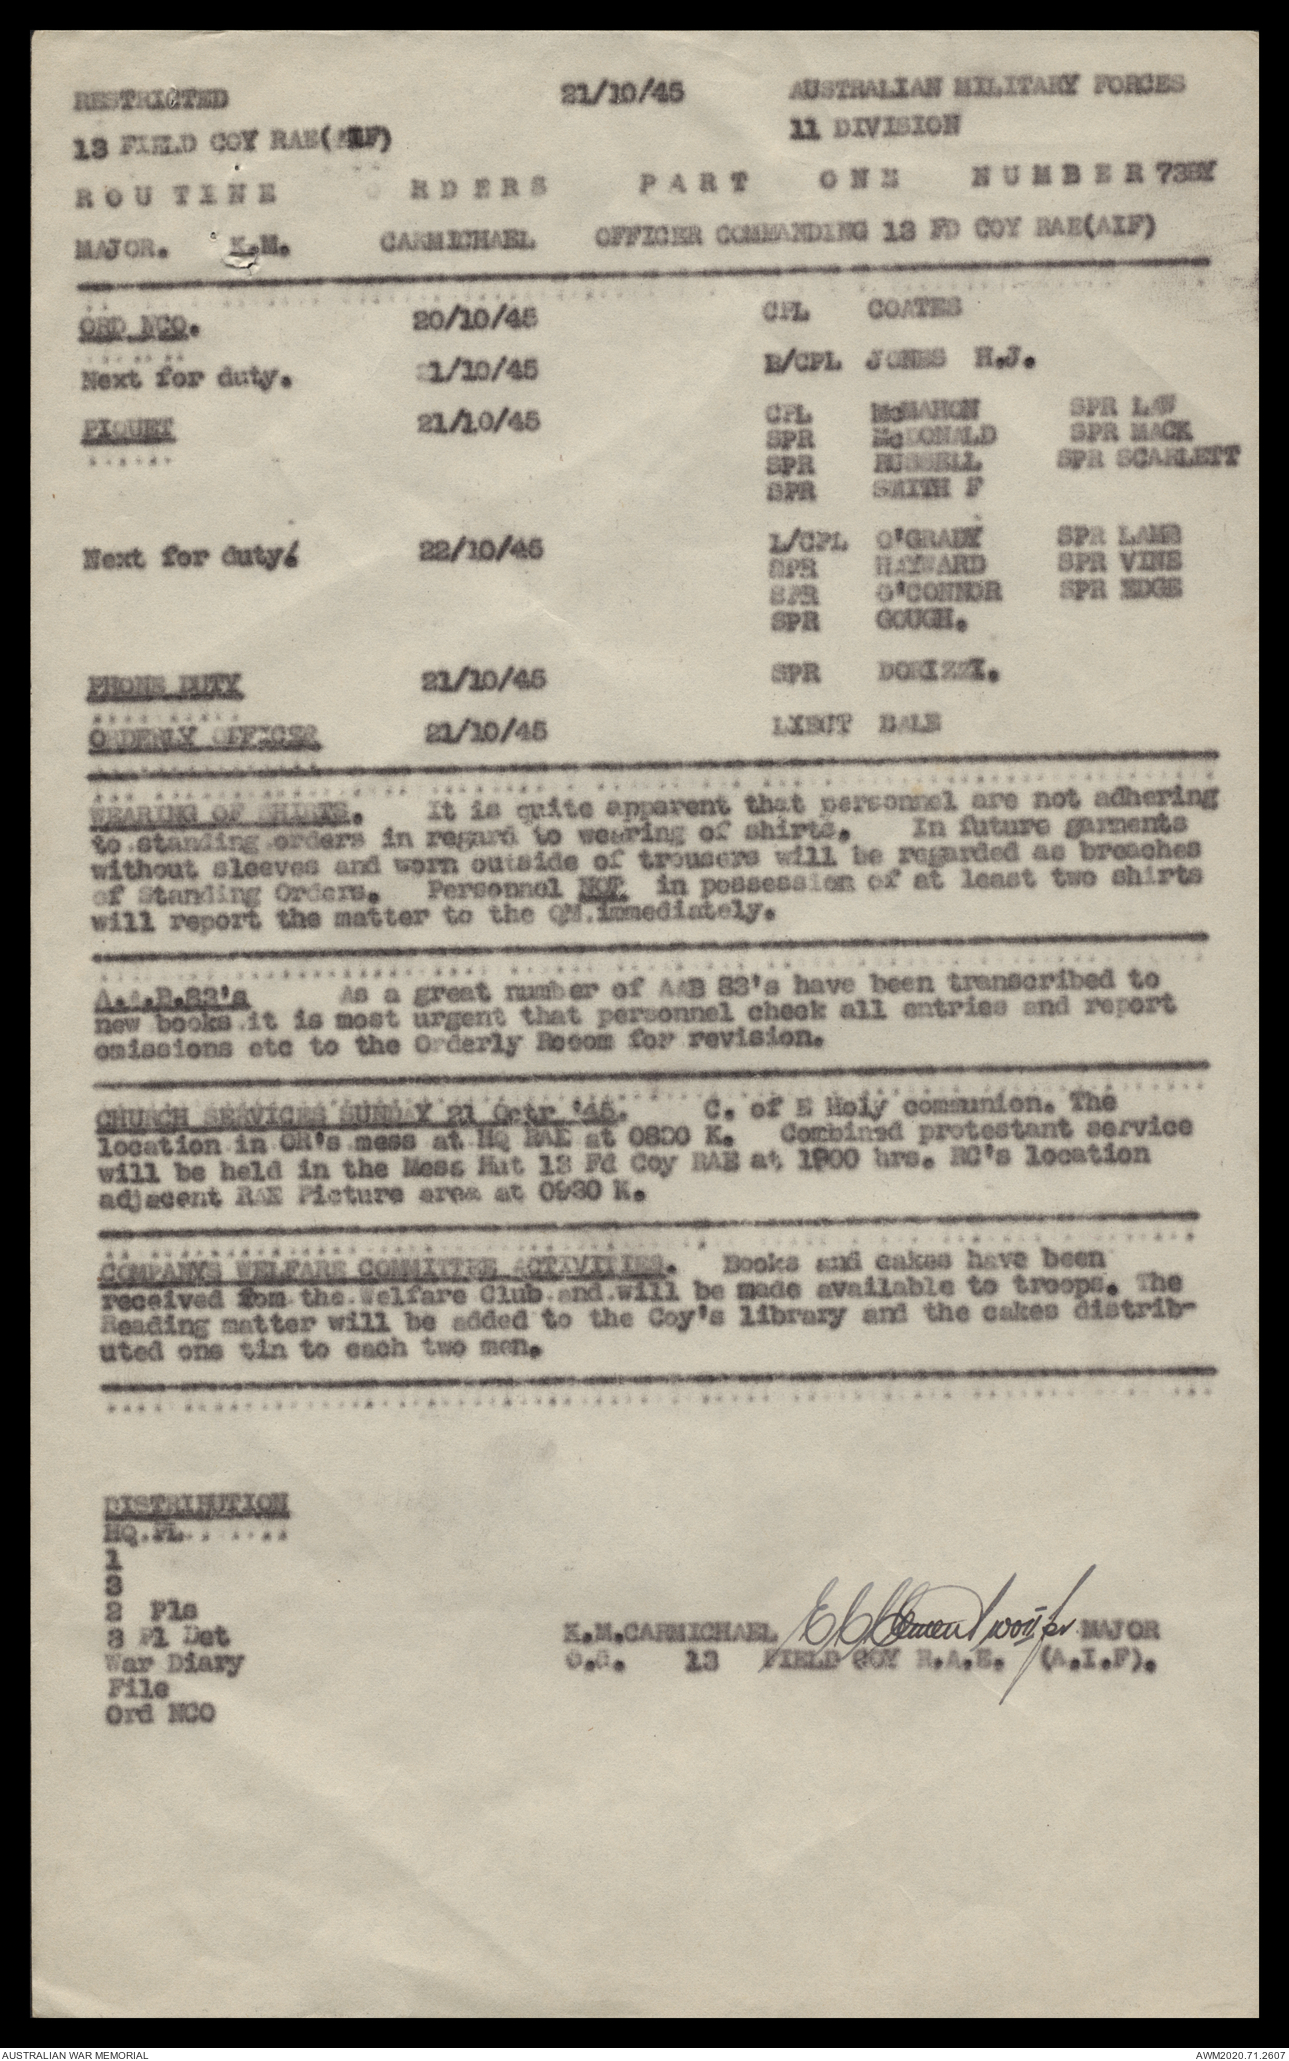 RESTRICTED 21/10/45 AUSTRALIAN MILITARY FORCES
13 FIELD COY RAE(AIF) 11 DIVISION
ROUTINE ORDERS PART ONE NUMBER 73BY
MAJOR. K.M. CARMICHAEL OFFICER COMMANDING 13 FD COY RAE(AIF)
ORD NCO. 20/10/45 CPL COATES
Next for duty. 21/10/45 L/CPL JONES H.J.
PIQUET 21/10/45 CPL McMAHON SPR LAW
SPR McDONALD SPR MACK
SPR RUSSELL SPR SCARLETT
SPR SMITH F
Next for duty. 22/10/45 L/CPL O'GRADY SPR LAMB
SPR HAYWARD SPR VINE
SPR O'CONNOR SPR EDGE
SPR GOUGH.
PHONE DUTY 21/10/45 SPR DORIZZI.
ORDERLY OFFICER 21/10/45 LIEUT BALE
WEARING OF SHIRTS. It is quite apparent that personnel are not adhering
to standing orders in regard to wearing of shirts. In future garments
without sleeves and worn outside of trousers will be regarded as breaches
of Standing Orders. Personnel NOT in possession of at least two shirts
will report the matter to the QM.immediately.
A.A.B.83's As a great number of AAB 83's have been transcribed to
new books it is most urgent that personnel check all entries and report
omissions etc to the Orderly Rooom for revision.
CHURCH SERVICES SUNDAY 21 Octr '45. C. of E Holy communion. The
location in OR's mess at HQ RAE at 0800 K. Combined protestant service
will be held in the Mess Hut 13 Fd Coy RAE at 1900 hrs. RC's location
adjacent RAE Picture area at 0930 K.
COMPANYS WELFARE COMMITTEE ACTIVITIES. Books and cakes have been
received from the Welfare Club and will be made available to troops. The
Reading matter will be added to the Coy's library and the cakes distrib-
uted one tin to each two men.
DISTRIBUTION
HQ.PL
1
3
2 Pls
3 Pl Det
War Diary
File
Ord NCO
K.M.CARMICHAEL for MAJOR
O.C. 13 FIELD COY R.A.E. (A.I.F).
AUSTRALIAN WAR MEMORIAL AWM2020.71.2607